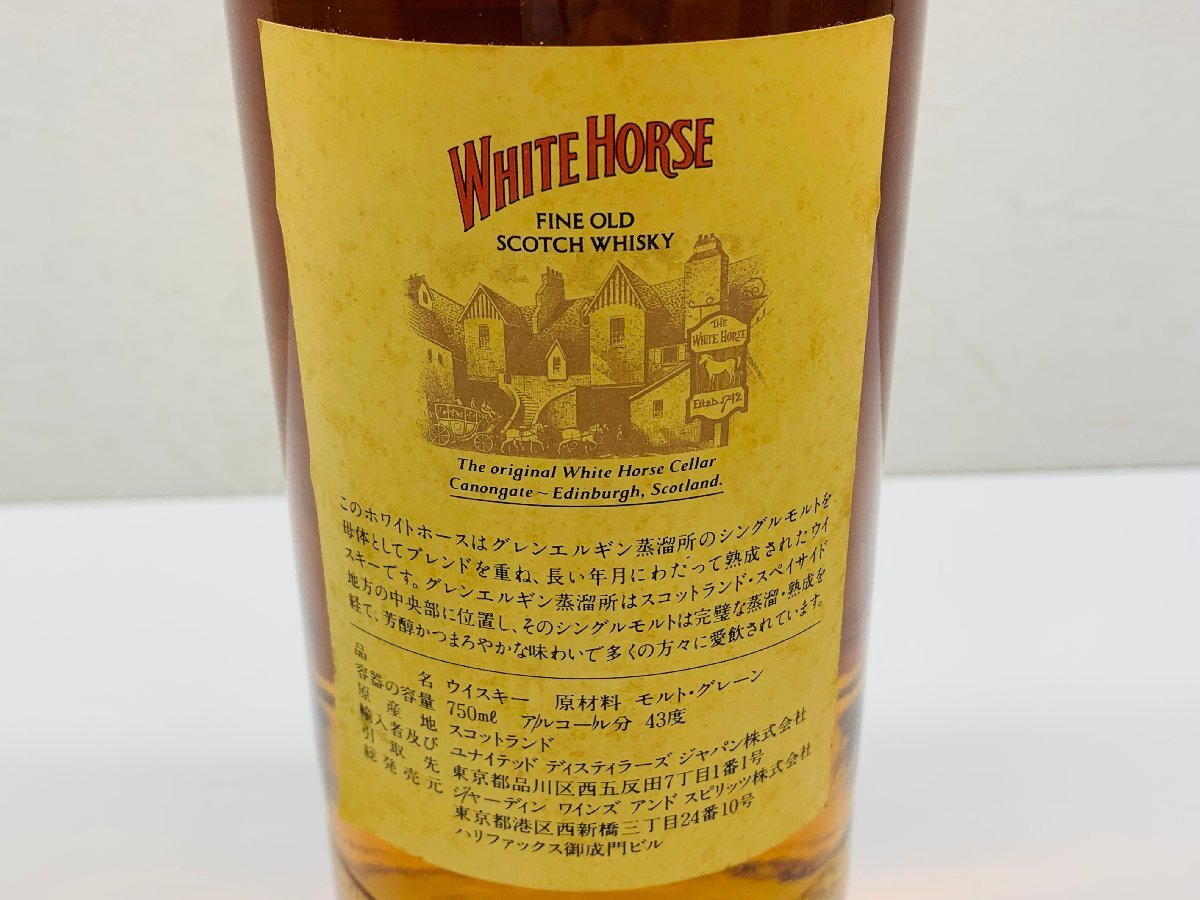 WHITE HORSE
FINE OLD
SCOTCH WHISKY
THE
WHITE HORSE
Estab. 1742
The original White Horse Cellar
Canongate ~ Edinburgh, Scotland.
このホワイトホースはグレンエルギン蒸溜所のシングルモルトを
母体としてブレンドを重ね、長い年月にわたって熟成されたウイ
スキーです。グレンエルギン蒸溜所はスコットランド・スペイサイド
地方の中央部に位置し、そのシングルモルトは完璧な蒸溜・熟成を
経て、芳醇かつまろやかな味わいで多くの方々に愛飲されています。
品名 ウイスキー 原材料 モルト・グレーン
容器の容量 750mℓ アルコール分 43度
原産地 スコットランド
輸入者及び ユナイテッド ディスティラーズ ジャパン株式会社
引取先 東京都品川区西五反田7丁目1番1号
総発売元 ジャーディン ワインズ アンド スピリッツ株式会社
東京都港区西新橋三丁目24番10号
ハリファックス御成門ビル